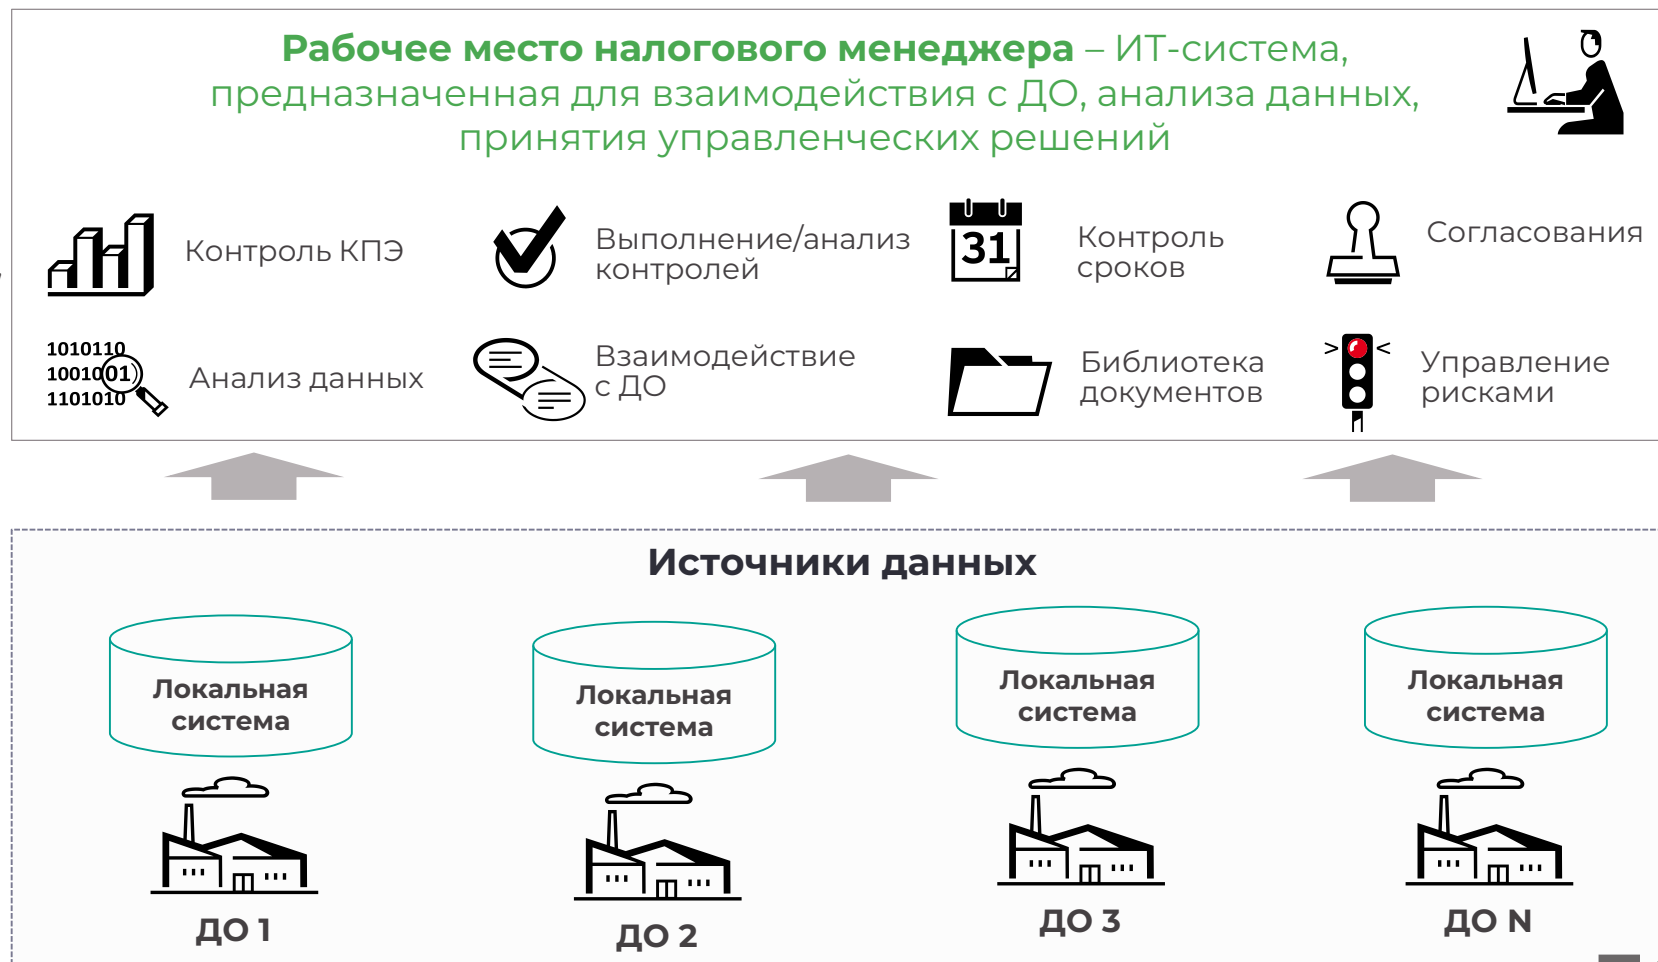 Рабочее место налогового менеджера – ИТ-система,
предназначенная для взаимодействия с ДО, анализа данных,
принятия управленческих решений
Контроль КПЭ
Выполнение/анализ
контролей
31
Контроль
сроков
Согласования
1010110
1001001
1101010
Анализ данных
Взаимодействие
с ДО
Библиотека
документов
> <
Управление
рисками
Источники данных
Локальная
система
Локальная
система
Локальная
система
Локальная
система
ДО 1
ДО 2
ДО 3
ДО N